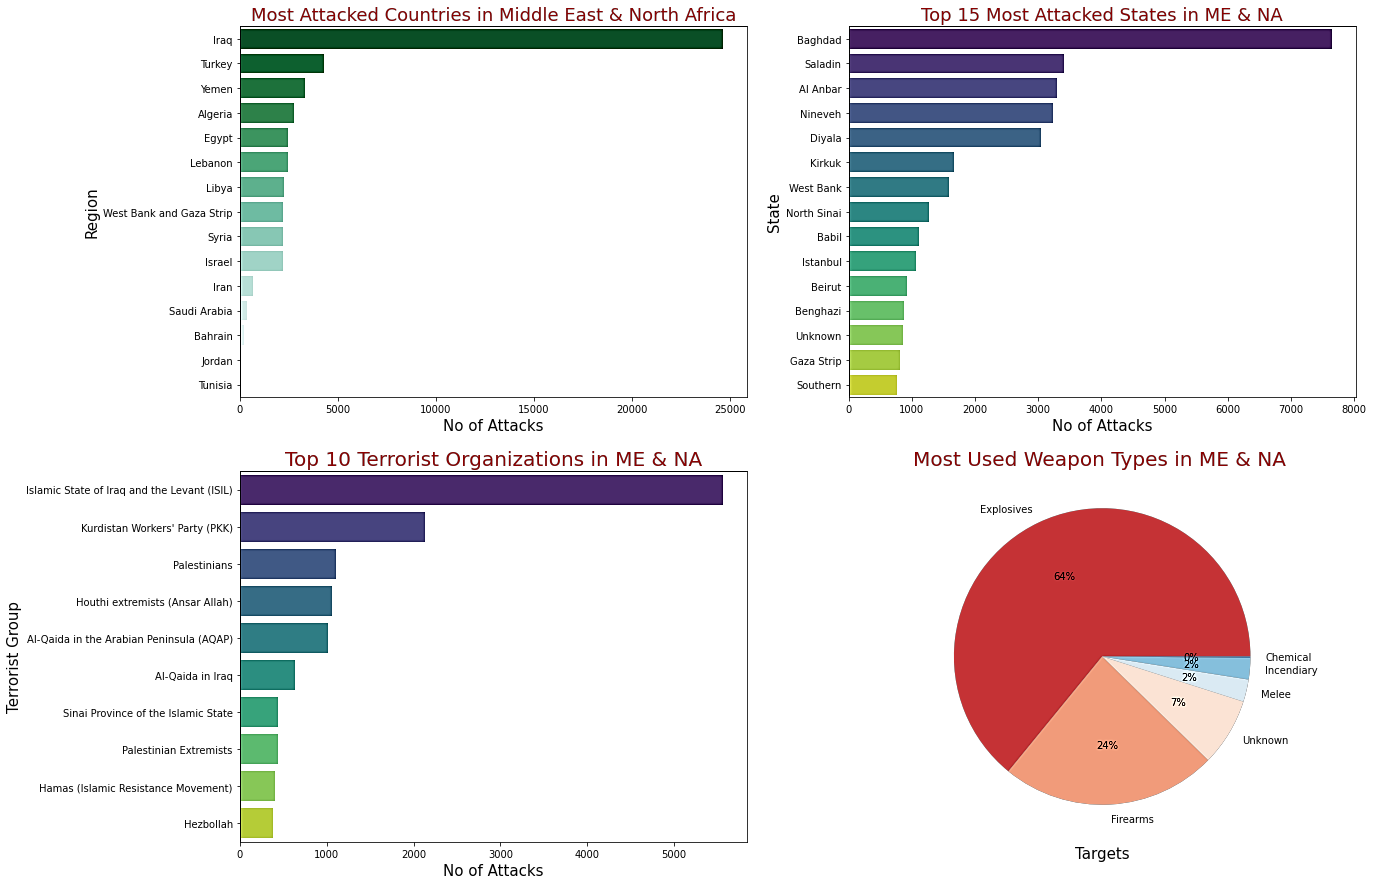 Most Attacked Countries in Middle East & North Africa
Region
Iraq
Turkey
Yemen
Algeria
Egypt
Lebanon
Libya
West Bank and Gaza Strip
Syria
Israel
Iran
Saudi Arabia
Bahrain
Jordan
Tunisia
0 5000 10000 15000 20000 25000
No of Attacks
Top 15 Most Attacked States in ME & NA
State
Baghdad
Saladin
Al Anbar
Nineveh
Diyala
Kirkuk
West Bank
North Sinai
Babil
Istanbul
Beirut
Benghazi
Unknown
Gaza Strip
Southern
0 1000 2000 3000 4000 5000 6000 7000 8000
No of Attacks
Top 10 Terrorist Organizations in ME & NA
Terrorist Group
Islamic State of Iraq and the Levant (ISIL)
Kurdistan Workers' Party (PKK)
Palestinians
Houthi extremists (Ansar Allah)
Al-Qaida in the Arabian Peninsula (AQAP)
Al-Qaida in Iraq
Sinai Province of the Islamic State
Palestinian Extremists
Hamas (Islamic Resistance Movement)
Hezbollah
0 1000 2000 3000 4000 5000
No of Attacks
Most Used Weapon Types in ME & NA
Explosives
64%
0%
Chemical
2%
Incendiary
2%
Melee
7%
Unknown
24%
Firearms
Targets